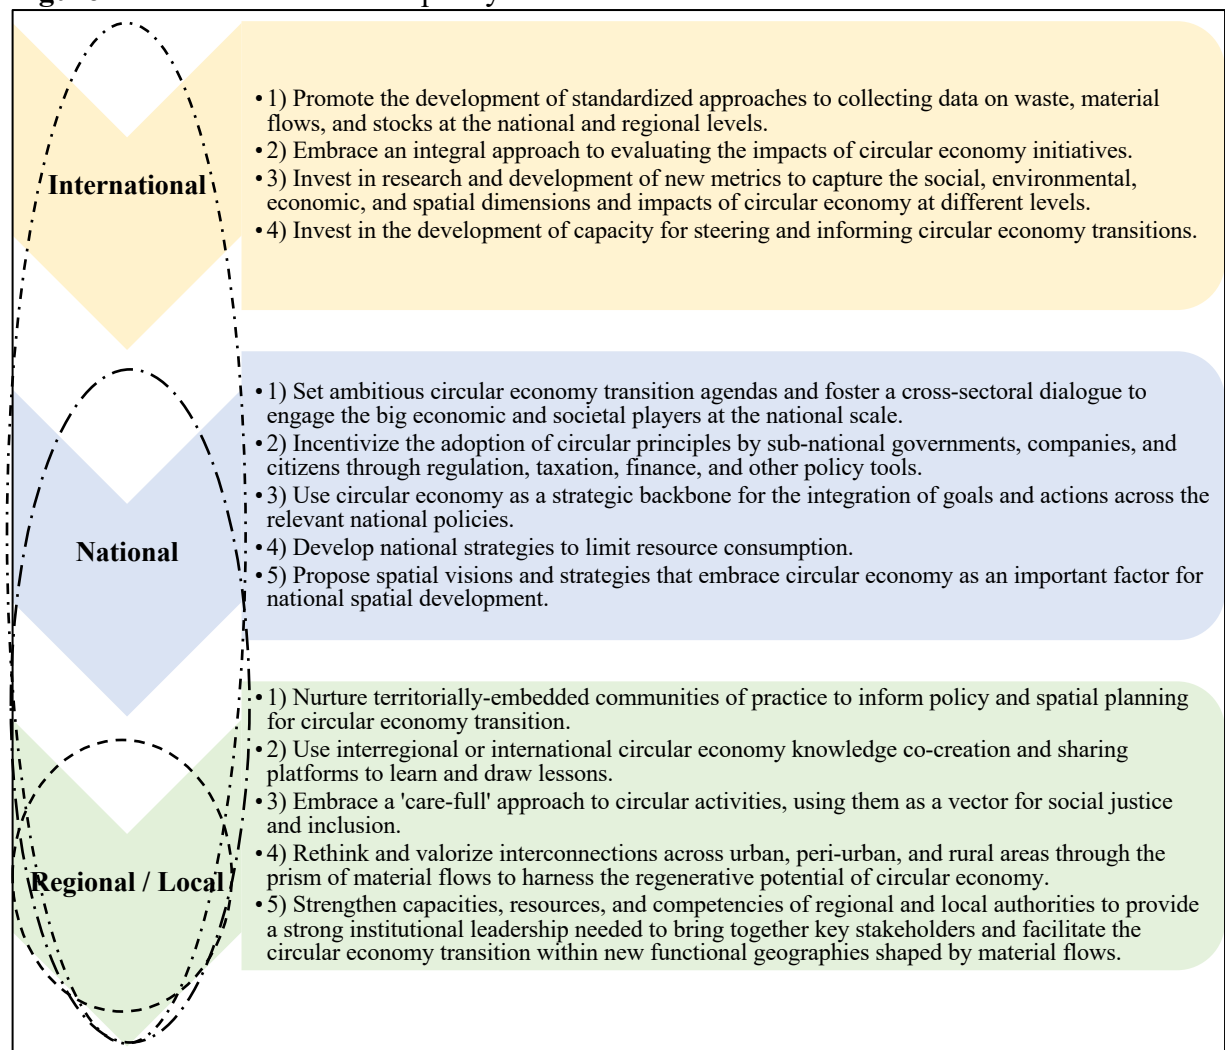 International
• 1) Promote the development of standardized approaches to collecting data on waste, material
flows, and stocks at the national and regional levels.
• 2) Embrace an integral approach to evaluating the impacts of circular economy initiatives.
• 3) Invest in research and development of new metrics to capture the social, environmental,
economic, and spatial dimensions and impacts of circular economy at different levels.
• 4) Invest in the development of capacity for steering and informing circular economy transitions.
National
• 1) Set ambitious circular economy transition agendas and foster a cross-sectoral dialogue to
engage the big economic and societal players at the national scale.
• 2) Incentivize the adoption of circular principles by sub-national governments, companies, and
citizens through regulation, taxation, finance, and other policy tools.
• 3) Use circular economy as a strategic backbone for the integration of goals and actions across the
relevant national policies.
• 4) Develop national strategies to limit resource consumption.
• 5) Propose spatial visions and strategies that embrace circular economy as an important factor for
national spatial development.
Regional / Local
• 1) Nurture territorially-embedded communities of practice to inform policy and spatial planning
for circular economy transition.
• 2) Use interregional or international circular economy knowledge co-creation and sharing
platforms to learn and draw lessons.
• 3) Embrace a 'care-full' approach to circular activities, using them as a vector for social justice
and inclusion.
• 4) Rethink and valorize interconnections across urban, peri-urban, and rural areas through the
prism of material flows to harness the regenerative potential of circular economy.
• 5) Strengthen capacities, resources, and competencies of regional and local authorities to provide
a strong institutional leadership needed to bring together key stakeholders and facilitate the
circular economy transition within new functional geographies shaped by material flows.